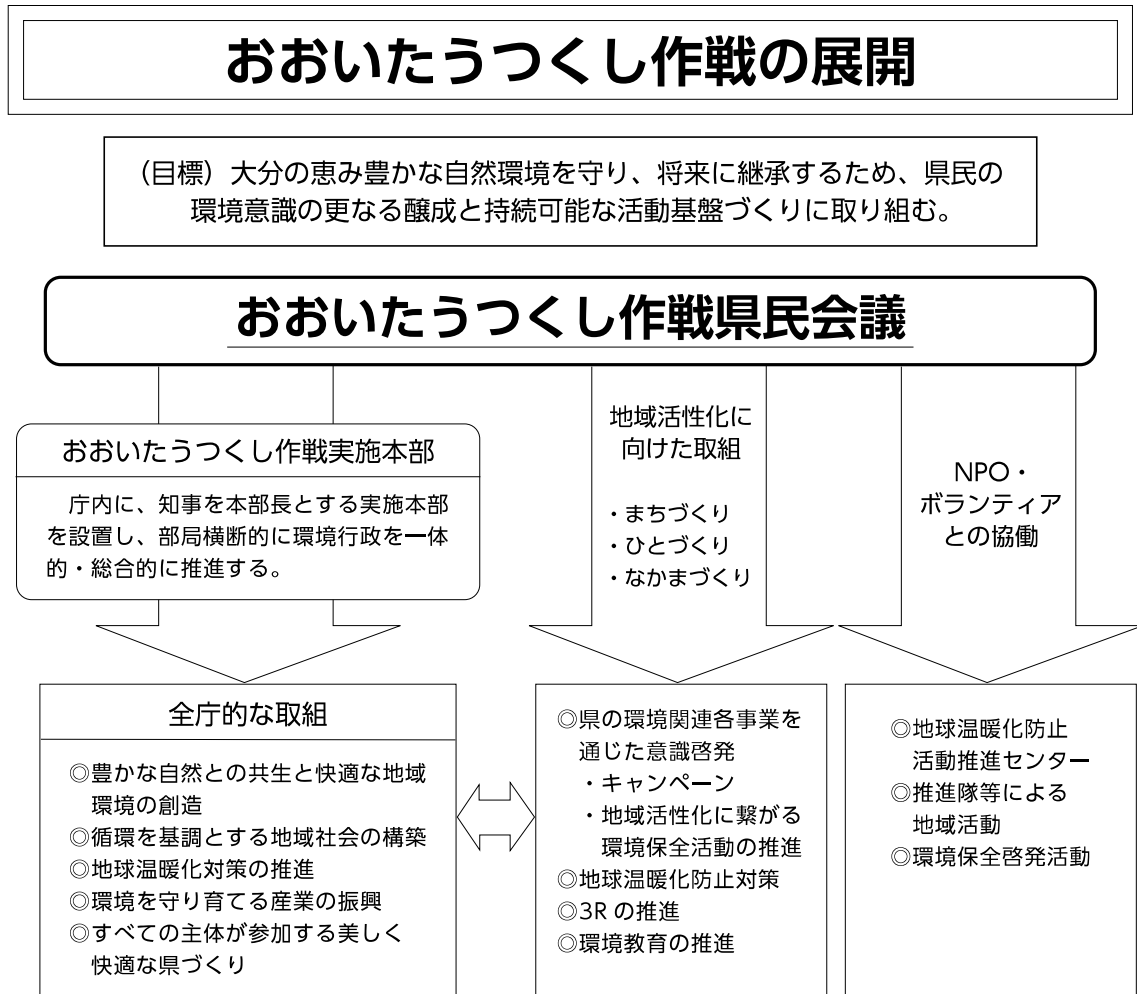 おおいたうつくし作戦の展開
（目標）大分の恵み豊かな自然環境を守り、将来に継承するため、県民の
環境意識の更なる醸成と持続可能な活動基盤づくりに取り組む。
おおいたうつくし作戦県民会議
おおいたうつくし作戦実施本部
庁内に、知事を本部長とする実施本部
を設置し、部局横断的に環境行政を一体
的・総合的に推進する。
地域活性化に
向けた取組
・まちづくり
・ひとづくり
・なかまづくり
NPO・
ボランティア
との協働
全庁的な取組
◎豊かな自然との共生と快適な地域
環境の創造
◎循環を基調とする地域社会の構築
◎地球温暖化対策の推進
◎環境を守り育てる産業の振興
◎すべての主体が参加する美しく
快適な県づくり
◎県の環境関連各事業を
通じた意識啓発
・キャンペーン
・地域活性化に繋がる
環境保全活動の推進
◎地球温暖化防止対策
◎3Rの推進
◎環境教育の推進
◎地球温暖化防止
活動推進センター
◎推進隊等による
地域活動
◎環境保全啓発活動